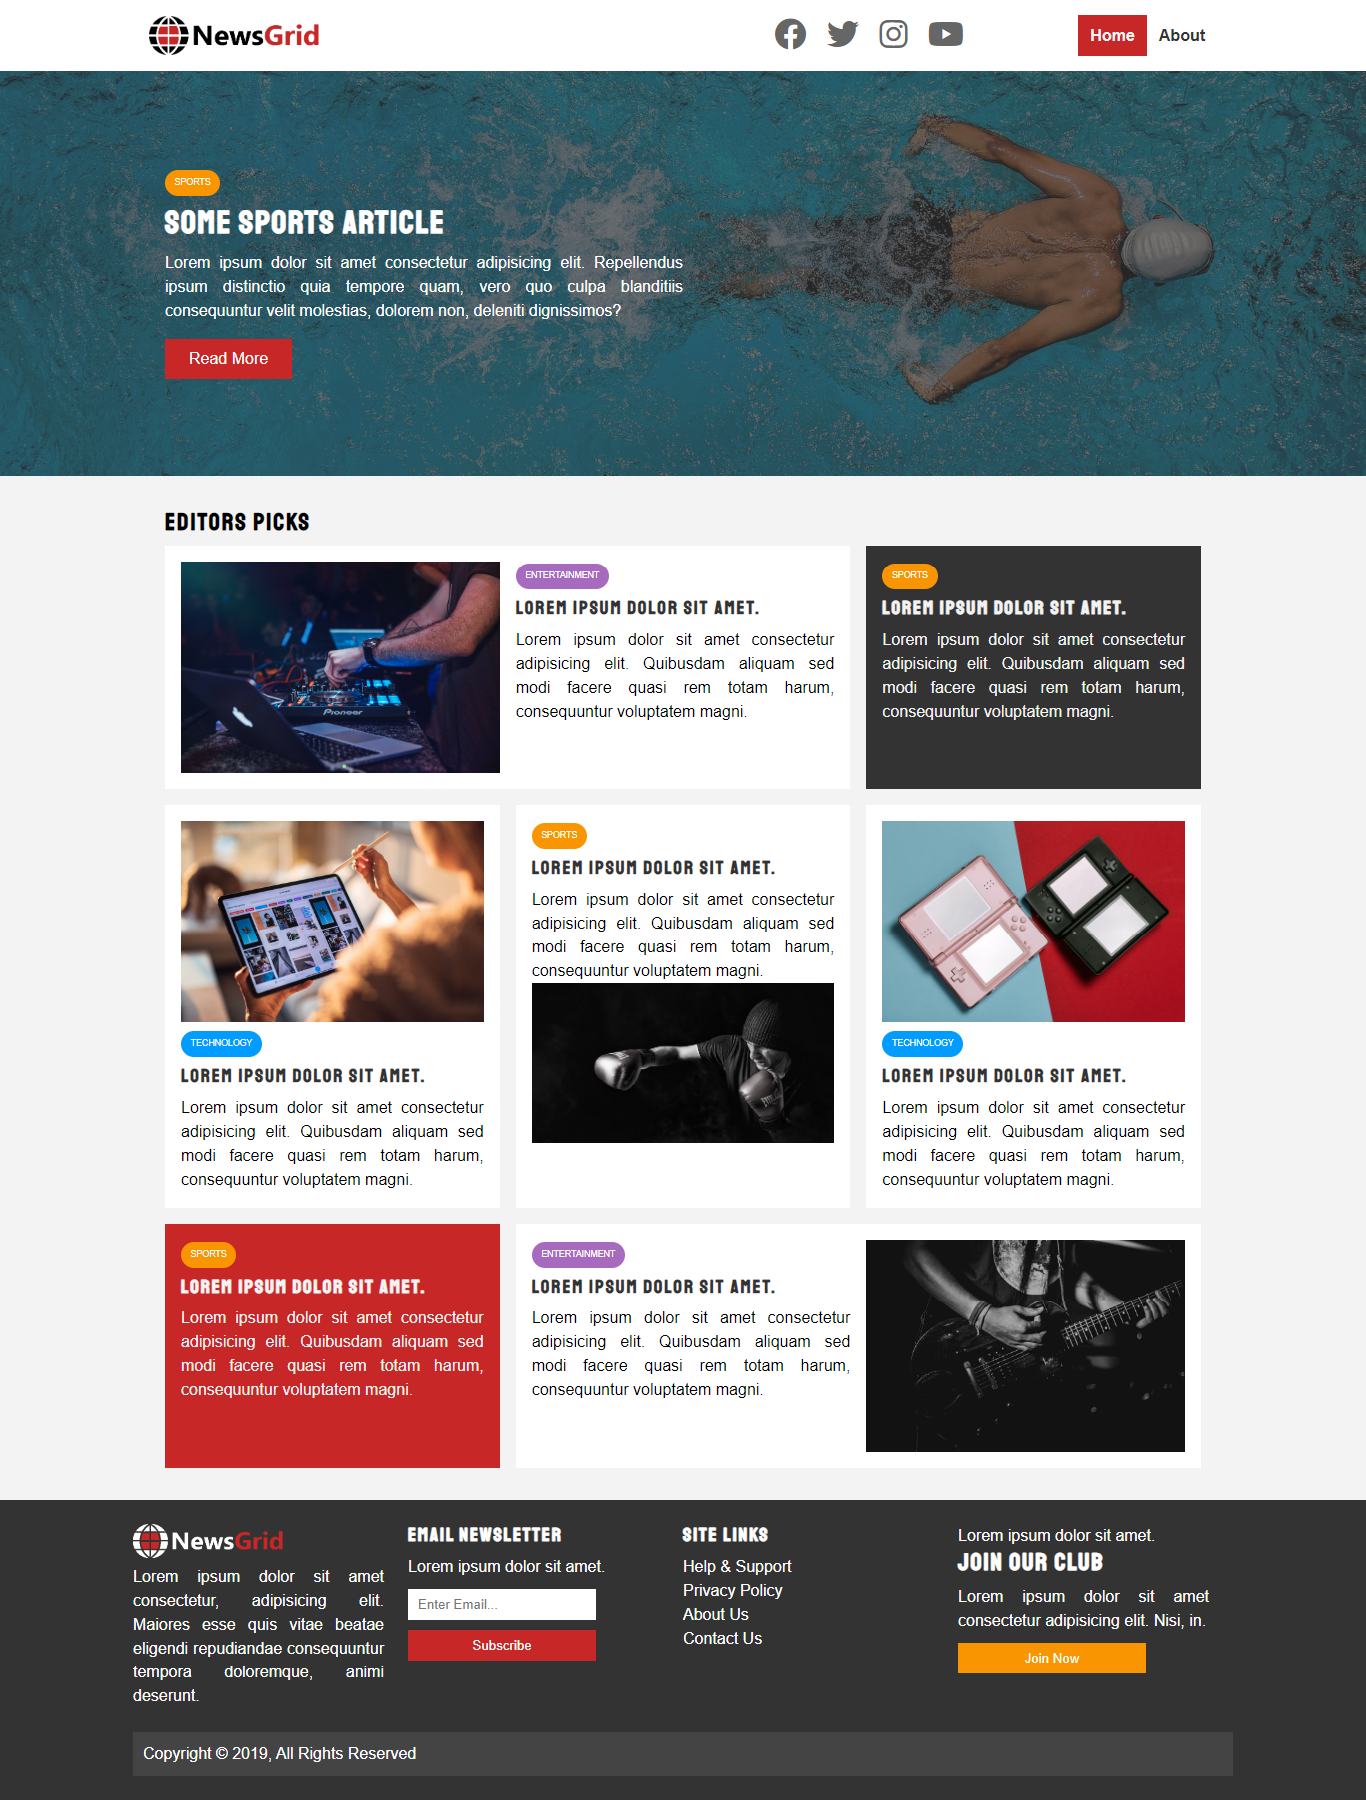 NewsGrid
Home About
SPORTS
SOME SPORTS ARTICLE
Lorem ipsum dolor sit amet consectetur adipisicing elit. Repellendus
ipsum distinctio quia tempore quam, vero quo culpa blanditiis
consequuntur velit molestias, dolorem non, deleniti dignissimos?
Read More
EDITORS PICKS
Pioneer
ENTERTAINMENT
LOREM IPSUM DOLOR SIT AMET.
Lorem ipsum dolor sit amet consectetur
adipisicing elit. Quibusdam aliquam sed
modi facere quasi rem totam harum,
consequuntur voluptatem magni.
SPORTS
LOREM IPSUM DOLOR SIT AMET.
Lorem ipsum dolor sit amet consectetur
adipisicing elit. Quibusdam aliquam sed
modi facere quasi rem totam harum,
consequuntur voluptatem magni.
TECHNOLOGY
LOREM IPSUM DOLOR SIT AMET.
Lorem ipsum dolor sit amet consectetur
adipisicing elit. Quibusdam aliquam sed
modi facere quasi rem totam harum,
consequuntur voluptatem magni.
SPORTS
LOREM IPSUM DOLOR SIT AMET.
Lorem ipsum dolor sit amet consectetur
adipisicing elit. Quibusdam aliquam sed
modi facere quasi rem totam harum,
consequuntur voluptatem magni.
TECHNOLOGY
LOREM IPSUM DOLOR SIT AMET.
Lorem ipsum dolor sit amet consectetur
adipisicing elit. Quibusdam aliquam sed
modi facere quasi rem totam harum,
consequuntur voluptatem magni.
SPORTS
LOREM IPSUM DOLOR SIT AMET.
Lorem ipsum dolor sit amet consectetur
adipisicing elit. Quibusdam aliquam sed
modi facere quasi rem totam harum,
consequuntur voluptatem magni.
ENTERTAINMENT
LOREM IPSUM DOLOR SIT AMET.
Lorem ipsum dolor sit amet consectetur
adipisicing elit. Quibusdam aliquam sed
modi facere quasi rem totam harum,
consequuntur voluptatem magni.
NewsGrid
Lorem ipsum dolor sit amet
consectetur, adipisicing elit.
Maiores esse quis vitae beatae
eligendi repudiandae consequuntur
tempora doloremque, animi
deserunt.
EMAIL NEWSLETTER
Lorem ipsum dolor sit amet.
Enter Email...
Subscribe
SITE LINKS
Help & Support
Privacy Policy
About Us
Contact Us
Lorem ipsum dolor sit amet.
JOIN OUR CLUB
Lorem ipsum dolor sit amet
consectetur adipisicing elit. Nisi, in.
Join Now
Copyright © 2019, All Rights Reserved